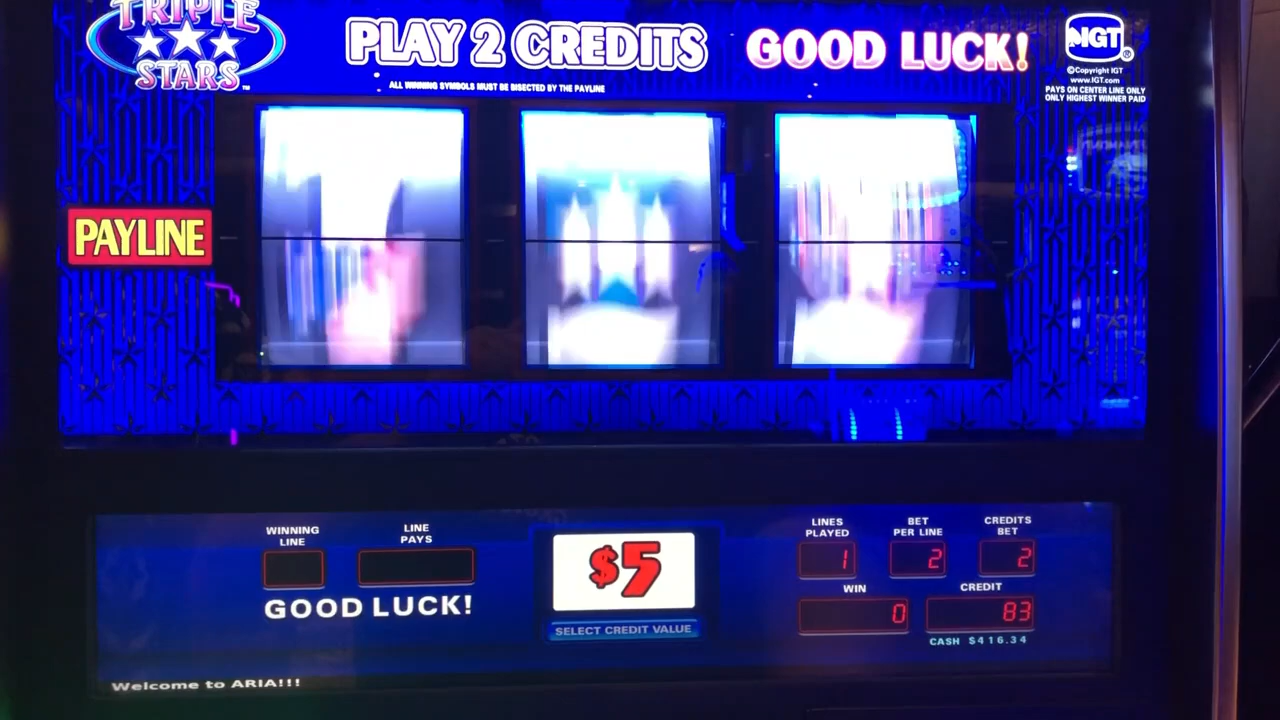 TRIPLE
STARS™
PLAY 2 CREDITS
GOOD LUCK!
IGT®
©Copyright IGT
www.IGT.com
PAYS ON CENTER LINE ONLY
ONLY HIGHEST WINNER PAID
ALL WINNING SYMBOLS MUST BE BISECTED BY THE PAYLINE
PAYLINE
WINNING
LINE
LINE
PAYS
GOOD LUCK!
$5
SELECT CREDIT VALUE
LINES
PLAYED
1
BET
PER LINE
2
CREDITS
BET
2
WIN
0
CREDIT
83
CASH $416.34
Welcome to ARIA!!!